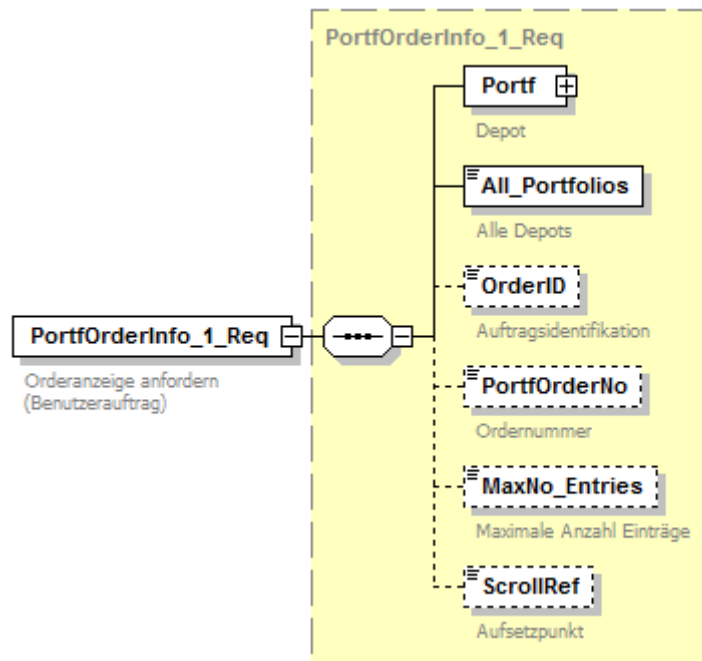 PortfOrderInfo_1_Req
Portf
Depot
All_Portfolios
Alle Depots
OrderID
Auftragsidentifikation
PortfOrderInfo_1_Req
Orderanzeige anfordern
(Benutzerauftrag)
PortfOrderNo
Ordernummer
MaxNo_Entries
Maximale Anzahl Einträge
ScrollRef
Aufsetzpunkt